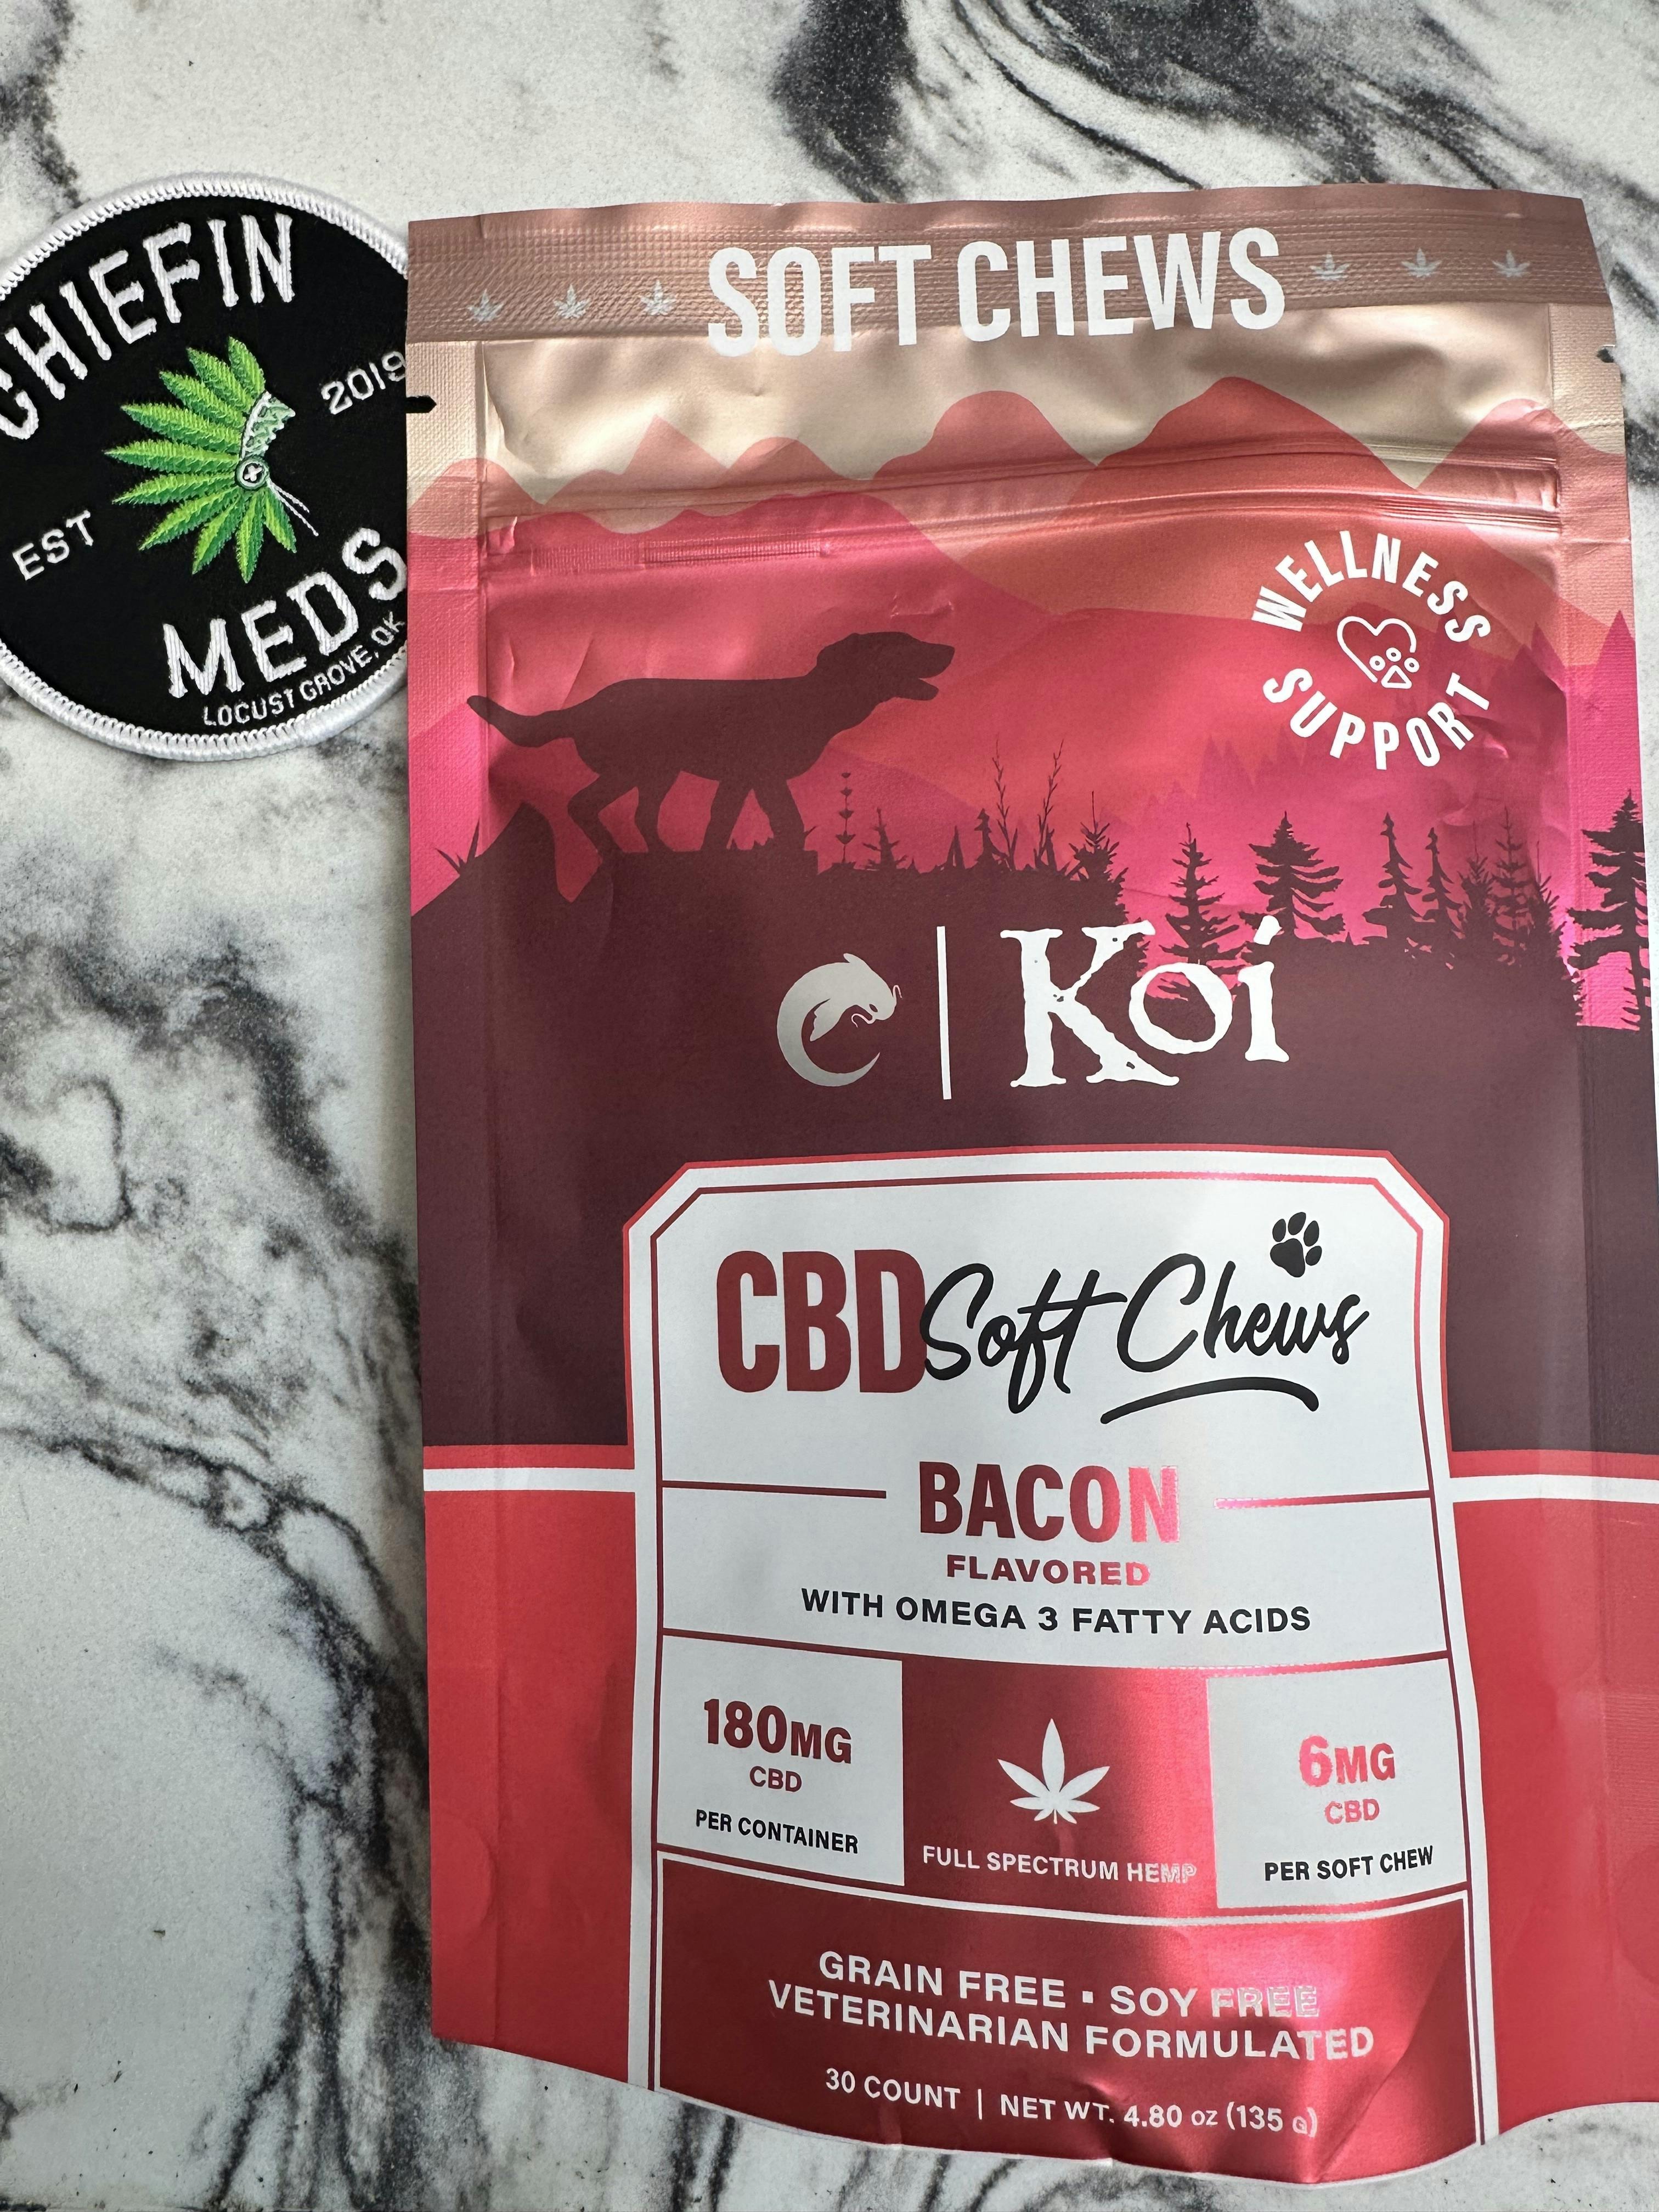 CHIEFIN
EST 2019
MEDS
LOCUST GROVE, OK
SOFT CHEWS
WELLNESS
SUPPORT
Koi
CBD Soft Chews
BACON
FLAVORED
WITH OMEGA 3 FATTY ACIDS
180MG
CBD
PER CONTAINER
FULL SPECTRUM HEMP
6MG
CBD
PER SOFT CHEW
GRAIN FREE ▪ SOY FREE
VETERINARIAN FORMULATED
30 COUNT | NET WT. 4.80 OZ (135 G)